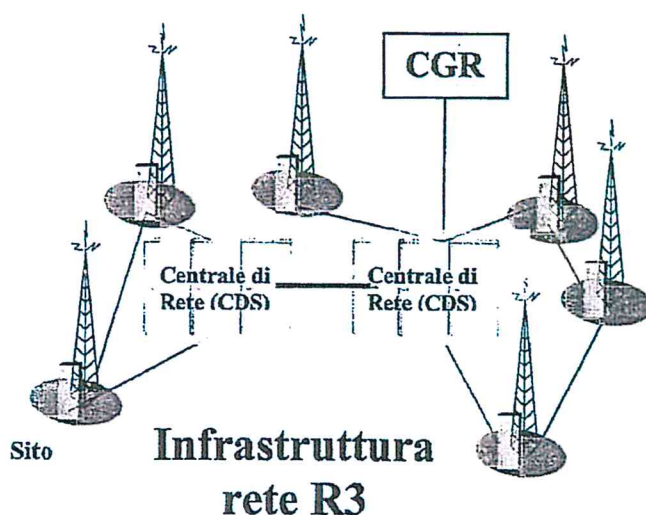 CGR
Centrale di
Rete (CDS)
Centrale di
Rete (CDS)
Sito
Infrastruttura
rete R3